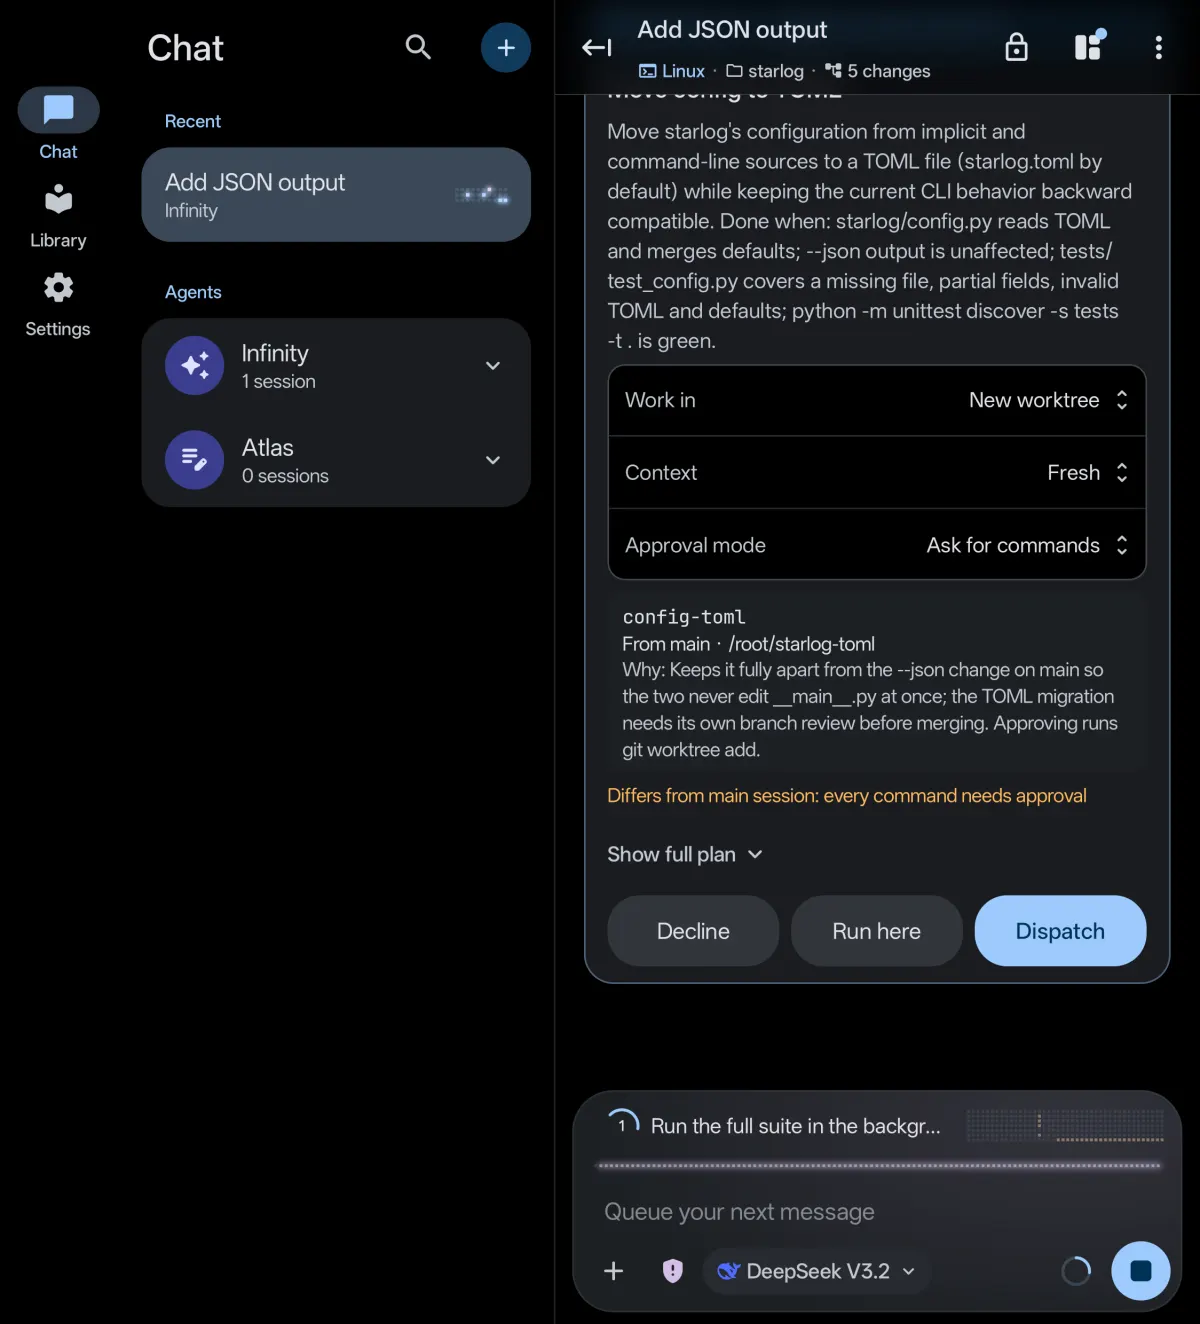 Chat
Chat
Library
Settings
Recent
Add JSON output
Infinity
Agents
Infinity
1 session
Atlas
0 sessions
Add JSON output
Linux · starlog · 5 changes
Move config to TOML
Move starlog's configuration from implicit and
command-line sources to a TOML file (starlog.toml by
default) while keeping the current CLI behavior backward
compatible. Done when: starlog/config.py reads TOML
and merges defaults; --json output is unaffected; tests/
test_config.py covers a missing file, partial fields, invalid
TOML and defaults; python -m unittest discover -s tests
-t . is green.
Work in New worktree
Context Fresh
Approval mode Ask for commands
config-toml
From main · /root/starlog-toml
Why: Keeps it fully apart from the --json change on main so
the two never edit __main__.py at once; the TOML migration
needs its own branch review before merging. Approving runs
git worktree add.
Differs from main session: every command needs approval
Show full plan
Decline Run here Dispatch
1 Run the full suite in the backgr...
Queue your next message
DeepSeek V3.2